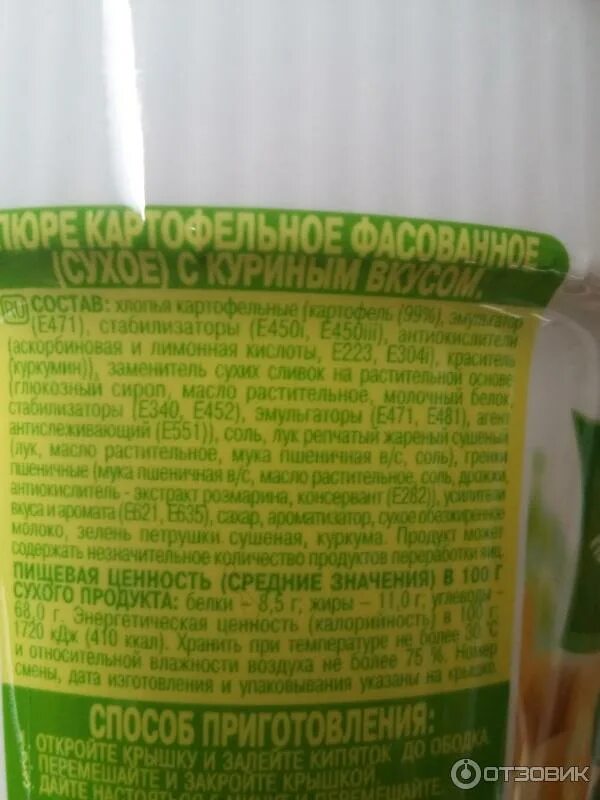 ПЮРЕ КАРТОФЕЛЬНОЕ ФАСОВАННОЕ
(СУХОЕ) С КУРИНЫМ ВКУСОМ.
RU СОСТАВ: хлопья картофельные (картофель (99%), эмульгатор
(Е471), стабилизаторы (Е450i, Е450iii), антиокислители
(аскорбиновая и лимонная кислоты, Е223, Е304i), краситель
(куркумин)), заменитель сухих сливок на растительной основе
(глюкозный сироп, масло растительное, молочный белок,
стабилизаторы (Е340, Е452), эмульгаторы (Е471, Е481), агент
антислеживающий (Е551)), соль, лук репчатый жареный сушеный
(лук, масло растительное, мука пшеничная в/с, соль), гренки
пшеничные (мука пшеничная в/с, масло растительное, соль, дрожжи,
антиокислитель - экстракт розмарина, консервант (Е282)), усилители
вкуса и аромата (Е621, Е635), сахар, ароматизатор, сухое обезжиренное
молоко, зелень петрушки сушеная, куркума. Продукт может
содержать незначительное количество продуктов переработки яиц.
ПИЩЕВАЯ ЦЕННОСТЬ (СРЕДНИЕ ЗНАЧЕНИЯ) В 100 Г
СУХОГО ПРОДУКТА: белки – 8,5 г; жиры – 11,0 г; углеводы –
68,0 г. Энергетическая ценность (калорийность) в 100 г:
1720 кДж (410 ккал). Хранить при температуре не более 30 °С
и относительной влажности воздуха не более 75 %. Номер
смены, дата изготовления и упаковывания указаны на крышке.
СПОСОБ ПРИГОТОВЛЕНИЯ:
ОТКРОЙТЕ КРЫШКУ И ЗАЛЕЙТЕ КИПЯТОК ДО ОБОДКА.
ПЕРЕМЕШАЙТЕ И ЗАКРОЙТЕ КРЫШКОЙ.
ДАЙТЕ НАСТОЯТЬСЯ ПЕРЕМЕШАЙТЕ.
ОТЗОВИК